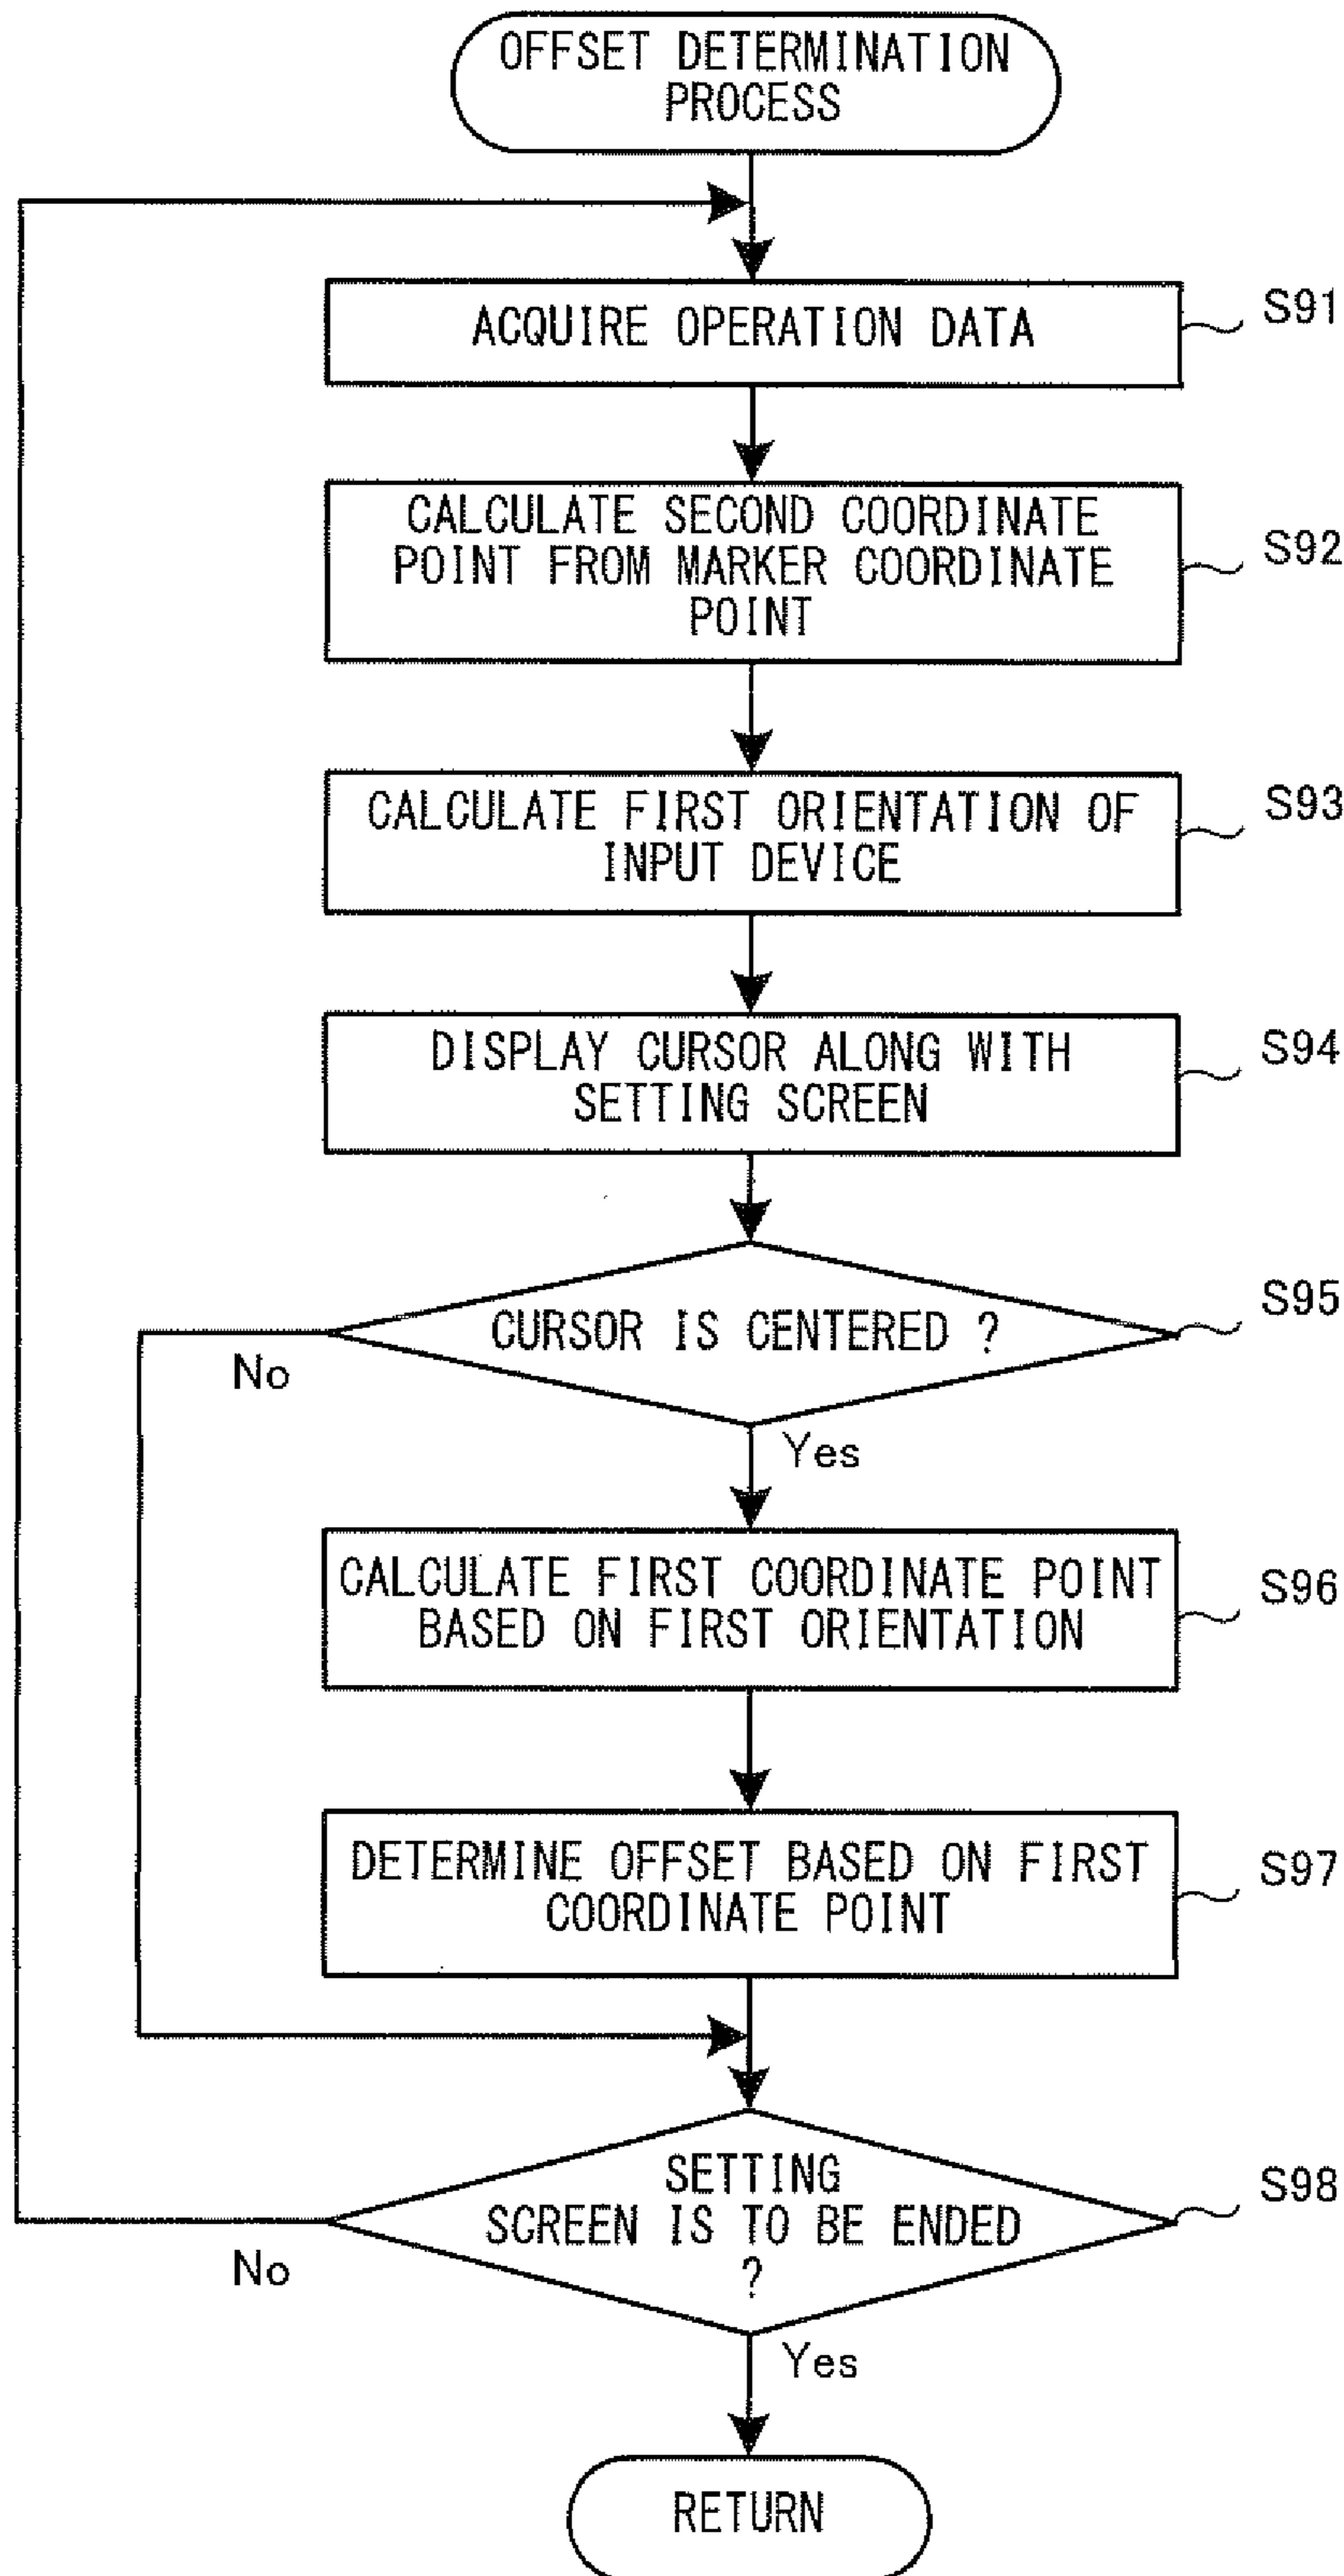 OFFSET DETERMINATION
PROCESS
ACQUIRE OPERATION DATA
S91
CALCULATE SECOND COORDINATE
POINT FROM MARKER COORDINATE
POINT
S92
CALCULATE FIRST ORIENTATION OF
INPUT DEVICE
S93
DISPLAY CURSOR ALONG WITH
SETTING SCREEN
S94
CURSOR IS CENTERED ?
S95
No
Yes
CALCULATE FIRST COORDINATE POINT
BASED ON FIRST ORIENTATION
S96
DETERMINE OFFSET BASED ON FIRST
COORDINATE POINT
S97
SETTING
SCREEN IS TO BE ENDED
?
S98
No
Yes
RETURN